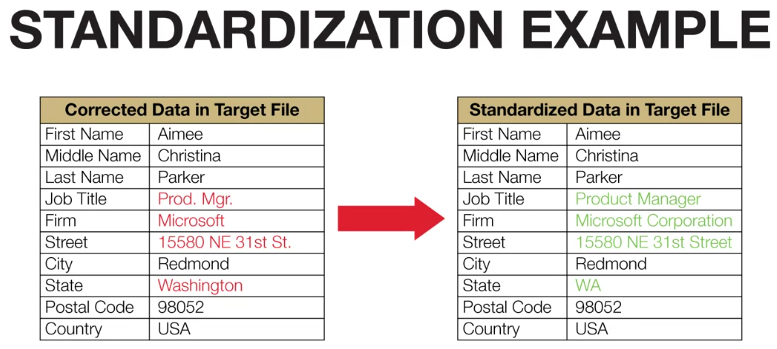 STANDARDIZATION EXAMPLE
Corrected Data in Target File
First Name Aimee
Middle Name Christina
Last Name Parker
Job Title Prod. Mgr.
Firm Microsoft
Street 15580 NE 31st St.
City Redmond
State Washington
Postal Code 98052
Country USA
Standardized Data in Target File
First Name Aimee
Middle Name Christina
Last Name Parker
Job Title Product Manager
Firm Microsoft Corporation
Street 15580 NE 31st Street
City Redmond
State WA
Postal Code 98052
Country USA